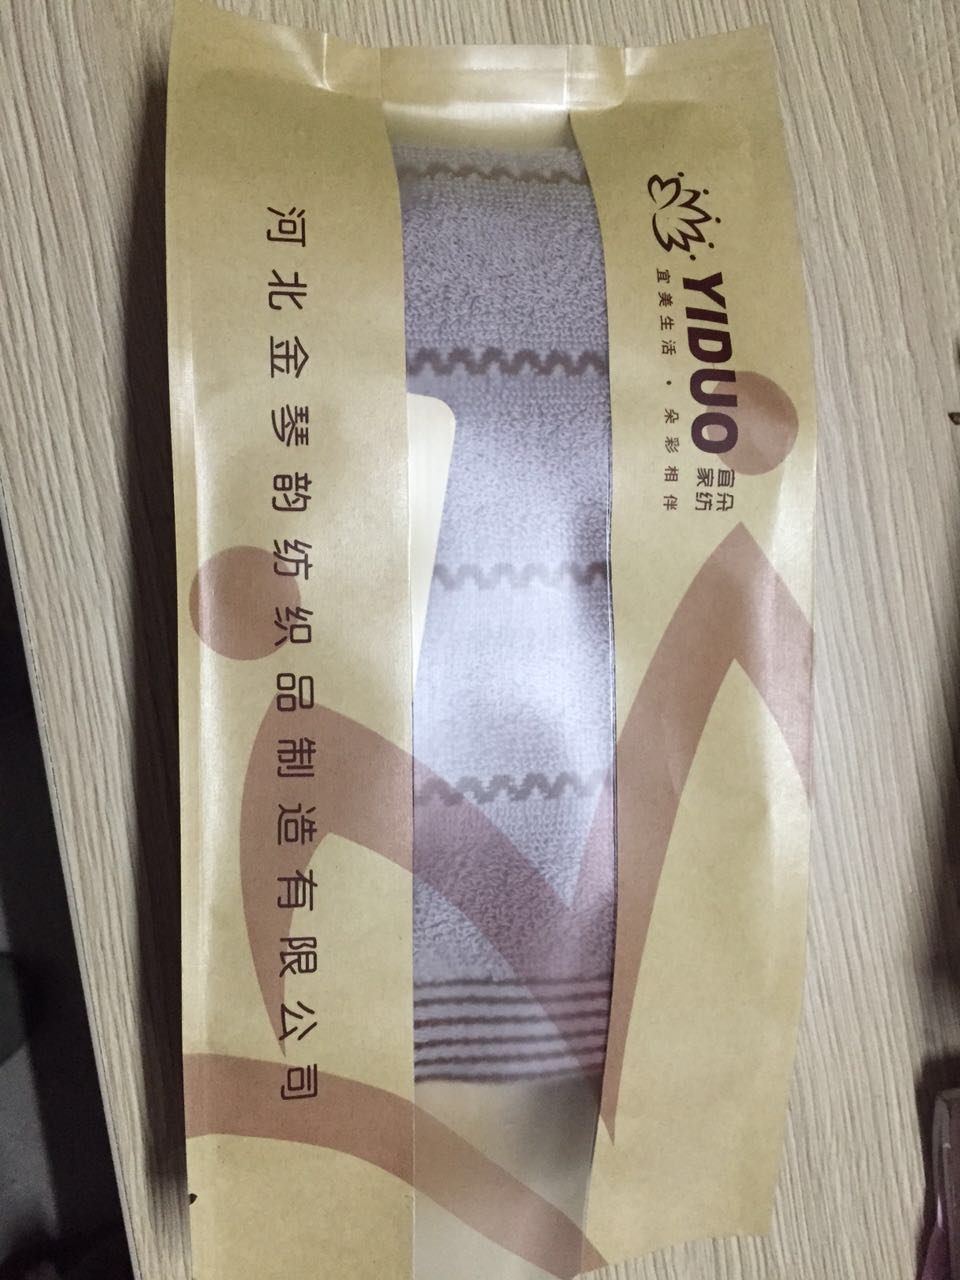 YIDUO
宜朵
家纺
宜美生活·朵彩相伴
河北金琴韵纺织品制造有限公司